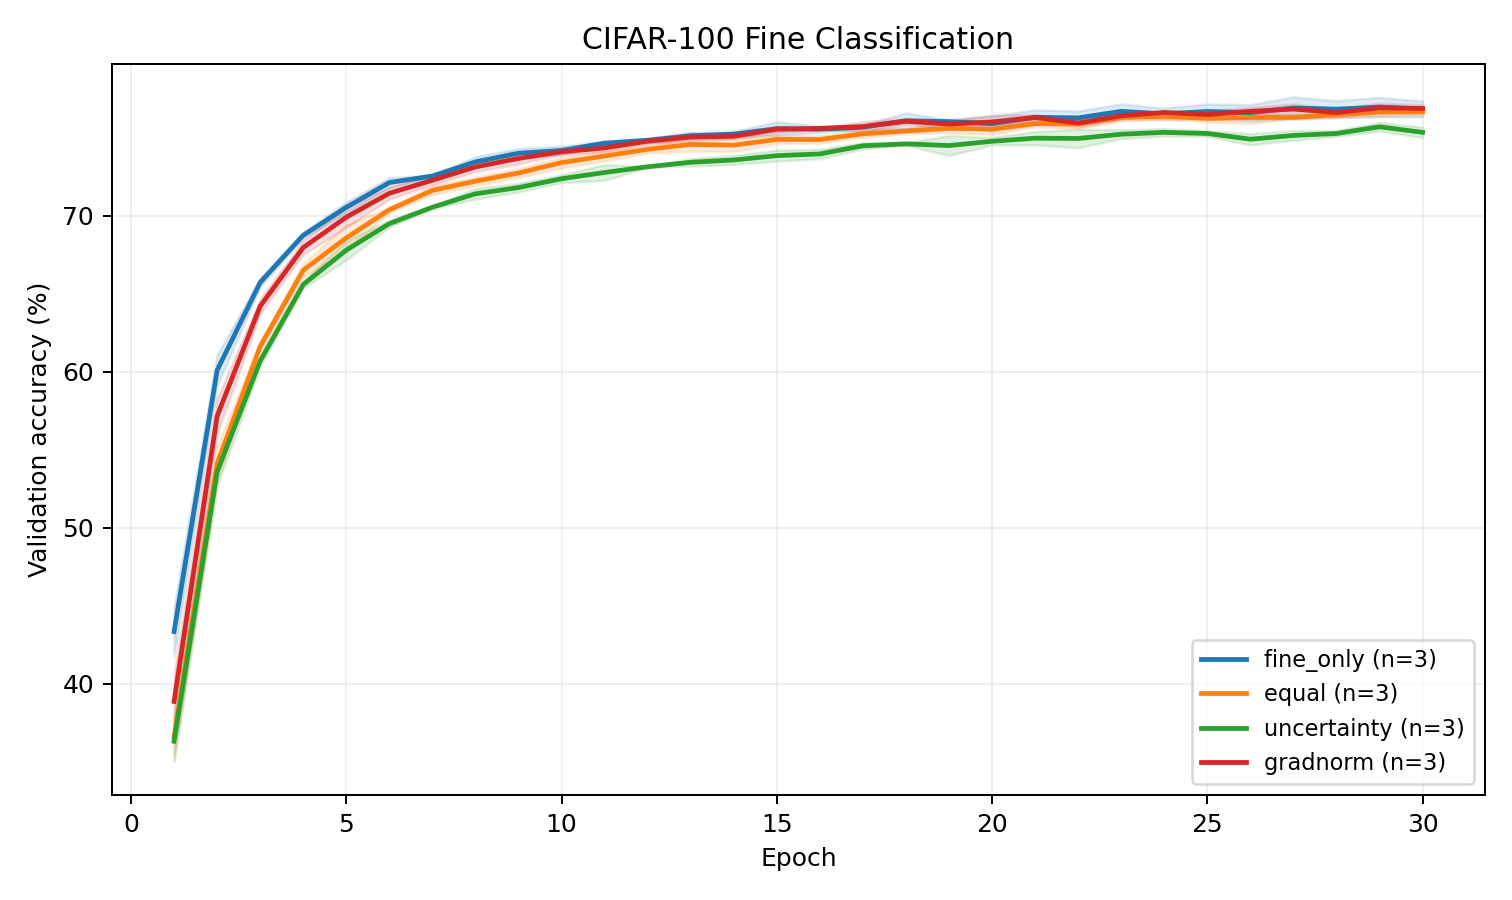 CIFAR-100 Fine Classification
Validation accuracy (%)
70
60
50
40
0
5
10
15
20
25
30
Epoch
fine_only (n=3)
equal (n=3)
uncertainty (n=3)
gradnorm (n=3)